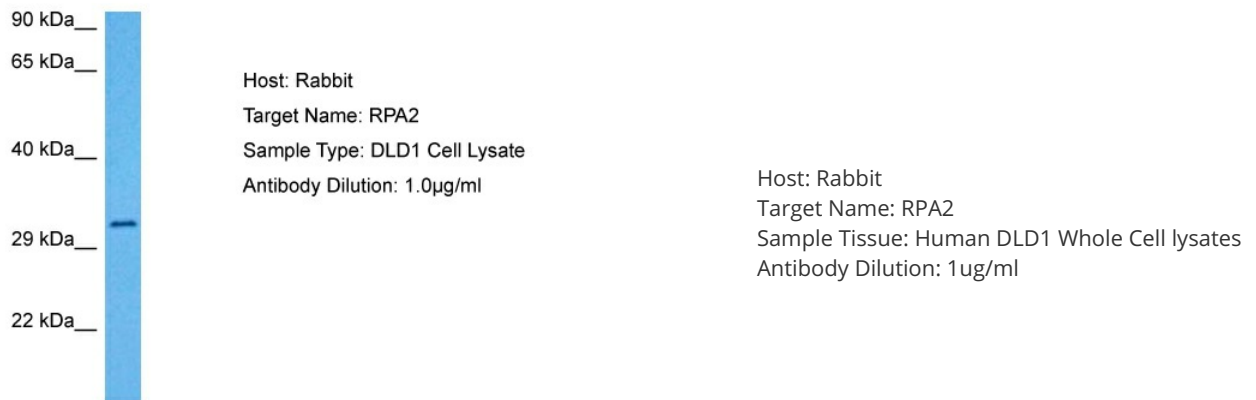 90 kDa__
65 kDa__
40 kDa__
29 kDa__
22 kDa__
Host: Rabbit
Target Name: RPA2
Sample Type: DLD1 Cell Lysate
Antibody Dilution: 1.0µg/ml
Host: Rabbit
Target Name: RPA2
Sample Tissue: Human DLD1 Whole Cell lysates
Antibody Dilution: 1ug/ml